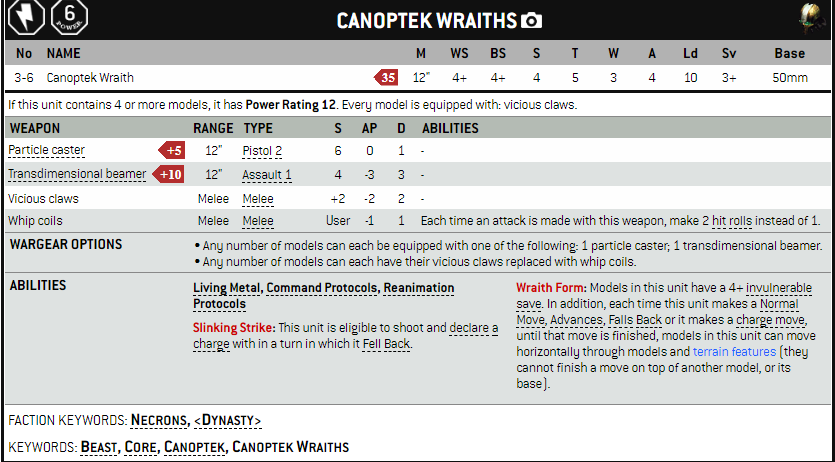 6
POWER
CANOPTEK WRAITHS
No NAME M WS BS S T W A Ld Sv Base
3-6 Canoptek Wraith 35 12" 4+ 4+ 4 5 3 4 10 3+ 50mm
If this unit contains 4 or more models, it has Power Rating 12. Every model is equipped with: vicious claws.
WEAPON RANGE TYPE S AP D ABILITIES
Particle caster +5 12" Pistol 2 6 0 1 -
Transdimensional beamer +10 12" Assault 1 4 -3 3 -
Vicious claws Melee Melee +2 -2 2 -
Whip coils Melee Melee User -1 1 Each time an attack is made with this weapon, make 2 hit rolls instead of 1.
WARGEAR OPTIONS • Any number of models can each be equipped with one of the following: 1 particle caster; 1 transdimensional beamer.
• Any number of models can each have their vicious claws replaced with whip coils.
ABILITIES
Living Metal, Command Protocols, Reanimation
Protocols
Slinking Strike: This unit is eligible to shoot and declare a
charge with in a turn in which it Fell Back.
Wraith Form: Models in this unit have a 4+ invulnerable
save. In addition, each time this unit makes a Normal
Move, Advances, Falls Back or it makes a charge move,
until that move is finished, models in this unit can move
horizontally through models and terrain features (they
cannot finish a move on top of another model, or its
base).
FACTION KEYWORDS: NECRONS, <DYNASTY>
KEYWORDS: BEAST, CORE, CANOPTEK, CANOPTEK WRAITHS